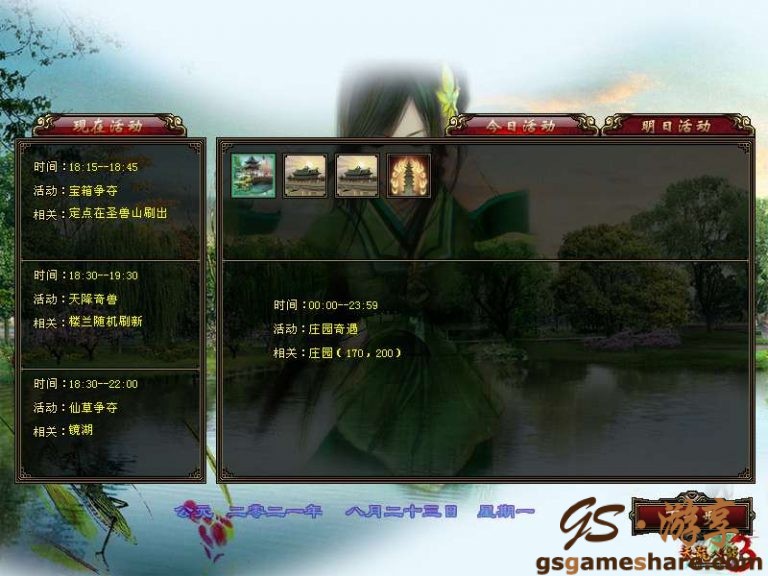 现在活动
今日活动
明日活动
时间：18:15--18:45
活动：宝箱争夺
相关：定点在圣兽山刷出
时间：18:30--19:30
活动：天降奇兽
相关：楼兰随机刷新
时间：18:30--22:00
活动：仙草争夺
相关：镜湖
时间：00:00--23:59
活动：庄园奇遇
相关：庄园（170，200）
公元 二零二一年 八月二十三日 星期一
GS·游享
gsgameshare.com